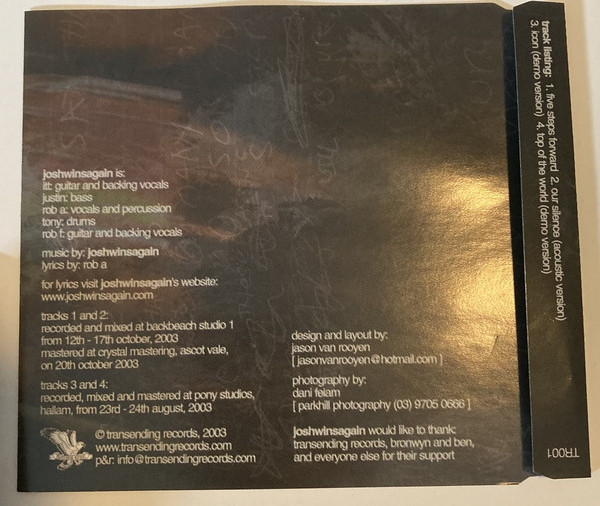 joshwinsagain is:
itt: guitar and backing vocals
justin: bass
rob a: vocals and percussion
tony: drums
rob f: guitar and backing vocals
music by: joshwinsagain
lyrics by: rob a
for lyrics visit joshwinsagain's website:
www.joshwinsagain.com
tracks 1 and 2:
recorded and mixed at backbeach studio 1
from 12th - 17th october, 2003
mastered at crystal mastering, ascot vale,
on 20th october 2003
tracks 3 and 4:
recorded, mixed and mastered at pony studios,
hallam, from 23rd - 24th august, 2003
© transending records, 2003
www.transendingrecords.com
p&r: info@transendingrecords.com
design and layout by:
jason van rooyen
[ jasonvanrooyen@hotmail.com ]
photography by:
dani feiam
[ parkhill photography (03) 9705 0666 ]
joshwinsagain would like to thank:
transending records, bronwyn and ben,
and everyone else for their support
track listing: 1. five steps forward 2. our silence (acoustic version)
3. icon (demo version) 4. top of the world (demo version)
TR001